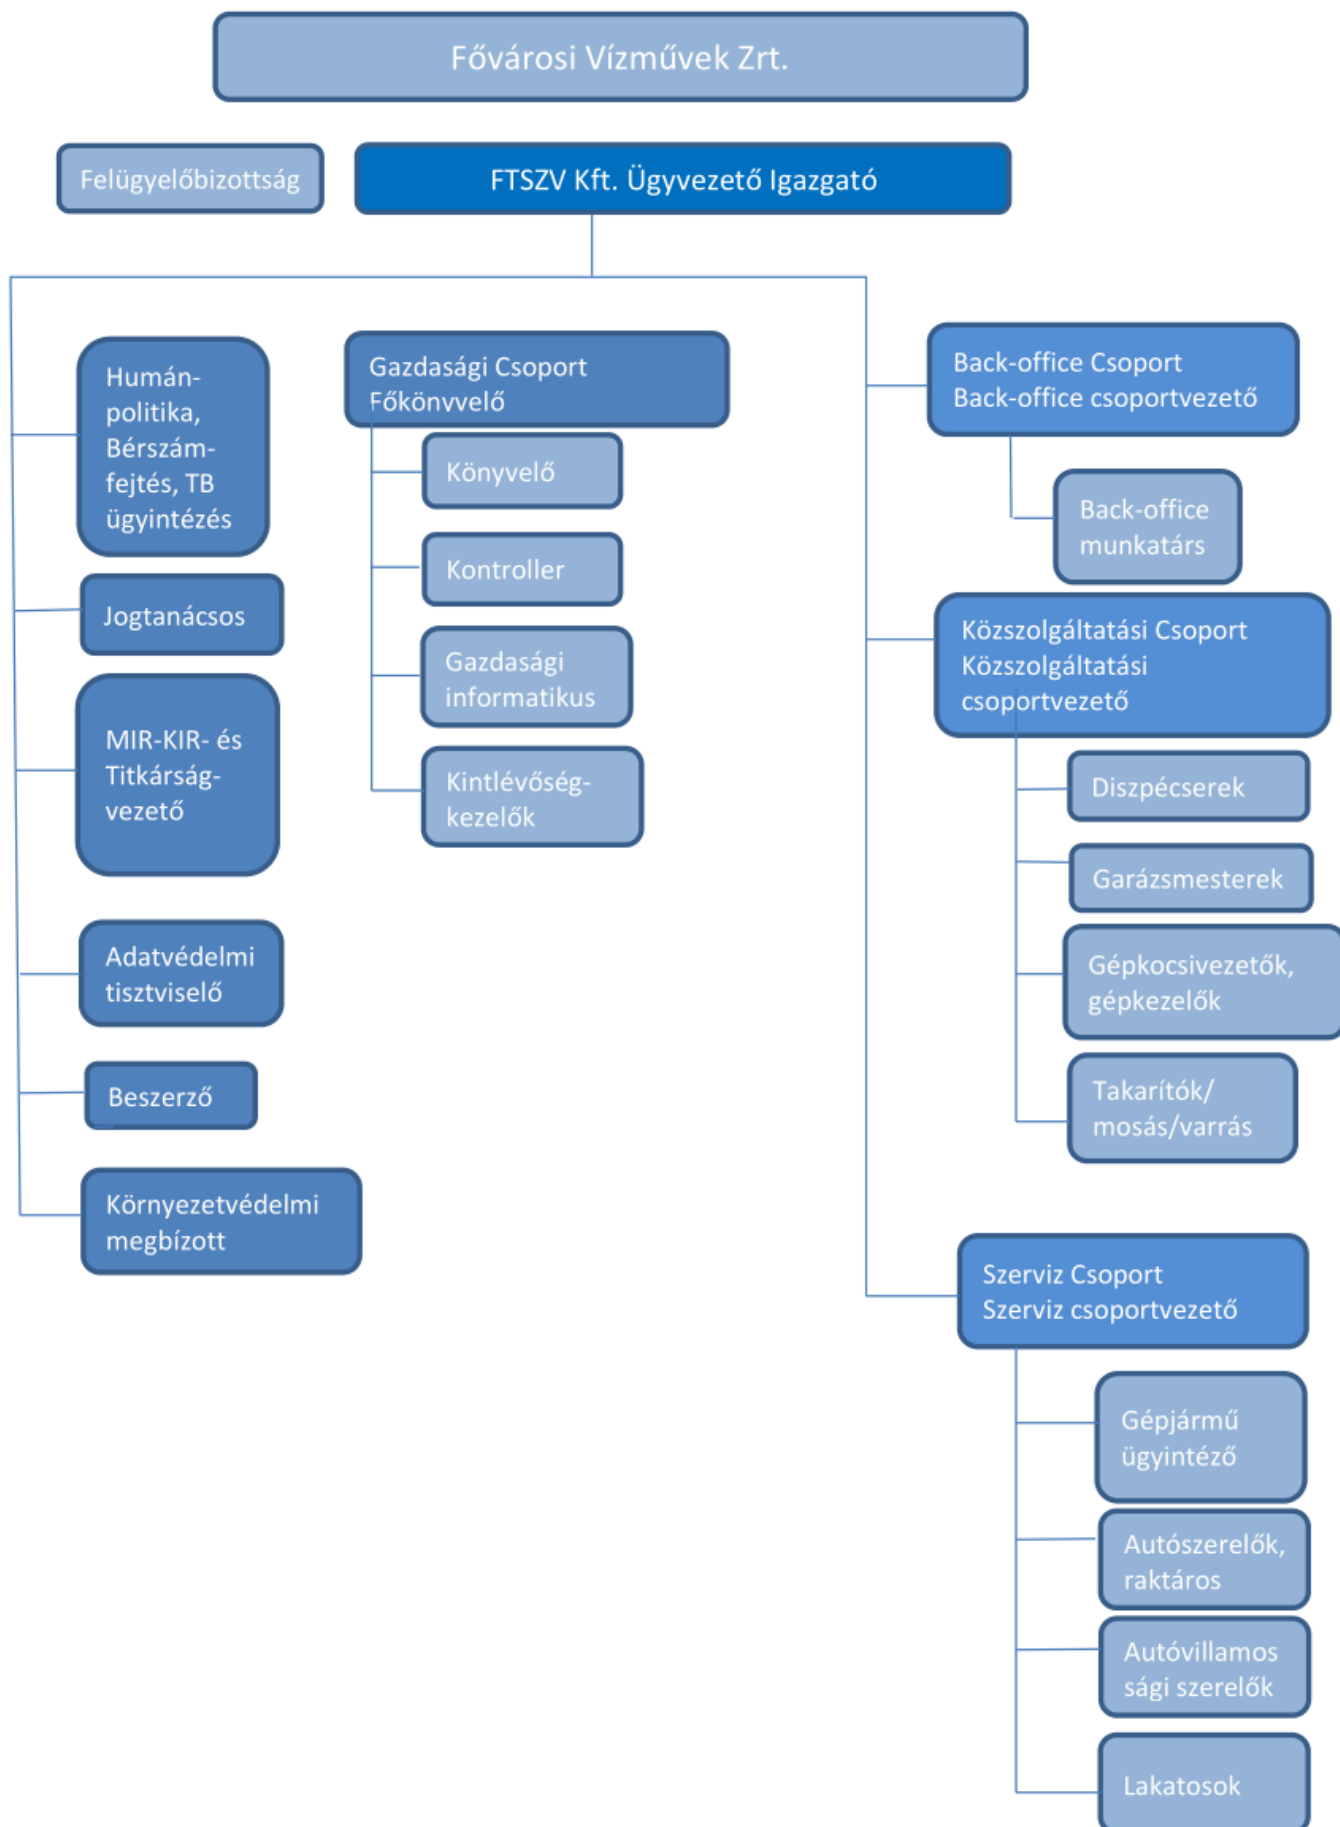 Fővárosi Vízművek Zrt.
Felügyelőbizottság
FTSZV Kft. Ügyvezető Igazgató
Humán-
politika,
Bérszám-
fejtés, TB
ügyintézés
Jogtanácsos
MIR-KIR- és
Titkárság-
vezető
Adatvédelmi
tisztviselő
Beszerző
Környezetvédelmi
megbízott
Gazdasági Csoport
Főkönyvelő
Könyvelő
Kontroller
Gazdasági
informatikus
Kintlévőség-
kezelők
Back-office Csoport
Back-office csoportvezető
Back-office
munkatárs
Közszolgáltatási Csoport
Közszolgáltatási
csoportvezető
Diszpécserek
Garázsmesterek
Gépkocsivezetők,
gépkezelők
Takarítók/
mosás/varrás
Szerviz Csoport
Szerviz csoportvezető
Gépjármű
ügyintéző
Autószerelők,
raktáros
Autóvillamos
sági szerelők
Lakatosok